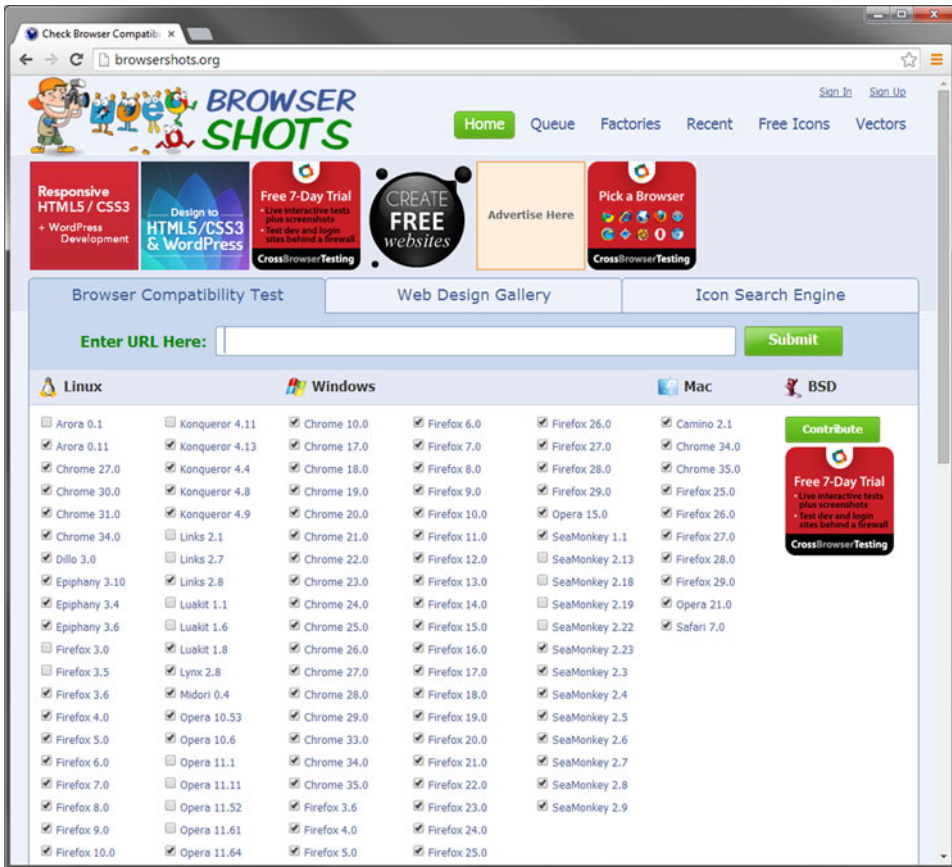 Check Browser Compatibi
browsershots.org
BROWSER
SHOTS
Sign In Sign Up
Home Queue Factories Recent Free Icons Vectors
Responsive
HTML5 / CSS3
+ WordPress
Development
Design to
HTML5/CSS3
& WordPress
Free 7-Day Trial
• Live interactive tests
plus screenshots
• Test dev and login
sites behind a firewall
CrossBrowserTesting
CREATE
FREE
websites
Advertise Here
Pick a Browser
CrossBrowserTesting
Browser Compatibility Test Web Design Gallery Icon Search Engine
Enter URL Here: Submit
Linux Windows Mac BSD
Arora 0.1 Konqueror 4.11 Chrome 10.0 Firefox 6.0 Firefox 26.0 Camino 2.1
Arora 0.11 Konqueror 4.13 Chrome 17.0 Firefox 7.0 Firefox 27.0 Chrome 34.0
Chrome 27.0 Konqueror 4.4 Chrome 18.0 Firefox 8.0 Firefox 28.0 Chrome 35.0
Chrome 30.0 Konqueror 4.8 Chrome 19.0 Firefox 9.0 Firefox 29.0 Firefox 25.0
Chrome 31.0 Konqueror 4.9 Chrome 20.0 Firefox 10.0 Opera 15.0 Firefox 26.0
Chrome 34.0 Links 2.1 Chrome 21.0 Firefox 11.0 SeaMonkey 1.1 Firefox 27.0
Dillo 3.0 Links 2.7 Chrome 22.0 Firefox 12.0 SeaMonkey 2.13 Firefox 28.0
Epiphany 3.10 Links 2.8 Chrome 23.0 Firefox 13.0 SeaMonkey 2.18 Firefox 29.0
Epiphany 3.4 Luakit 1.1 Chrome 24.0 Firefox 14.0 SeaMonkey 2.19 Opera 21.0
Epiphany 3.6 Luakit 1.6 Chrome 25.0 Firefox 15.0 SeaMonkey 2.22 Safari 7.0
Firefox 3.0 Luakit 1.8 Chrome 26.0 Firefox 16.0 SeaMonkey 2.23
Firefox 3.5 Lynx 2.8 Chrome 27.0 Firefox 17.0 SeaMonkey 2.3
Firefox 3.6 Midori 0.4 Chrome 28.0 Firefox 18.0 SeaMonkey 2.4
Firefox 4.0 Opera 10.53 Chrome 29.0 Firefox 19.0 SeaMonkey 2.5
Firefox 5.0 Opera 10.6 Chrome 33.0 Firefox 20.0 SeaMonkey 2.6
Firefox 6.0 Opera 11.1 Chrome 34.0 Firefox 21.0 SeaMonkey 2.7
Firefox 7.0 Opera 11.11 Chrome 35.0 Firefox 22.0 SeaMonkey 2.8
Firefox 8.0 Opera 11.52 Firefox 3.6 Firefox 23.0 SeaMonkey 2.9
Firefox 9.0 Opera 11.61 Firefox 4.0 Firefox 24.0
Firefox 10.0 Opera 11.64 Firefox 5.0 Firefox 25.0
Contribute
Free 7-Day Trial
• Live interactive tests
plus screenshots
• Test dev and login
sites behind a firewall
CrossBrowserTesting